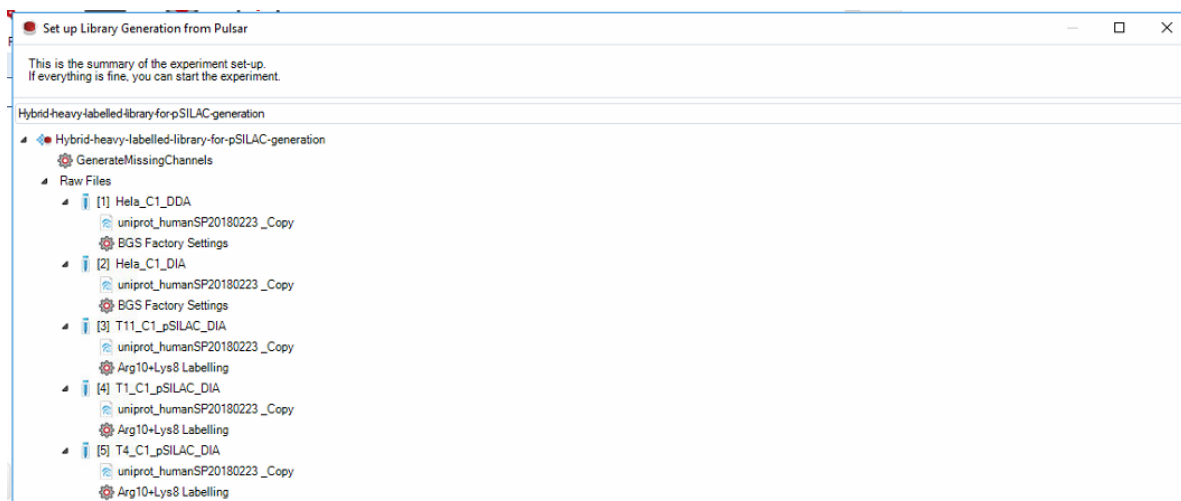 Set up Library Generation from Pulsar
This is the summary of the experiment set-up.
If everything is fine, you can start the experiment.
Hybrid-heavy-labelled-library-for-pSILAC-generation
Hybrid-heavy-labelled-library-for-pSILAC-generation
GenerateMissingChannels
Raw Files
[1] Hela_C1_DDA
uniprot_humanSP20180223 _Copy
BGS Factory Settings
[2] Hela_C1_DIA
uniprot_humanSP20180223 _Copy
BGS Factory Settings
[3] T11_C1_pSILAC_DIA
uniprot_humanSP20180223 _Copy
Arg10+Lys8 Labelling
[4] T1_C1_pSILAC_DIA
uniprot_humanSP20180223 _Copy
Arg10+Lys8 Labelling
[5] T4_C1_pSILAC_DIA
uniprot_humanSP20180223 _Copy
Arg10+Lys8 Labelling